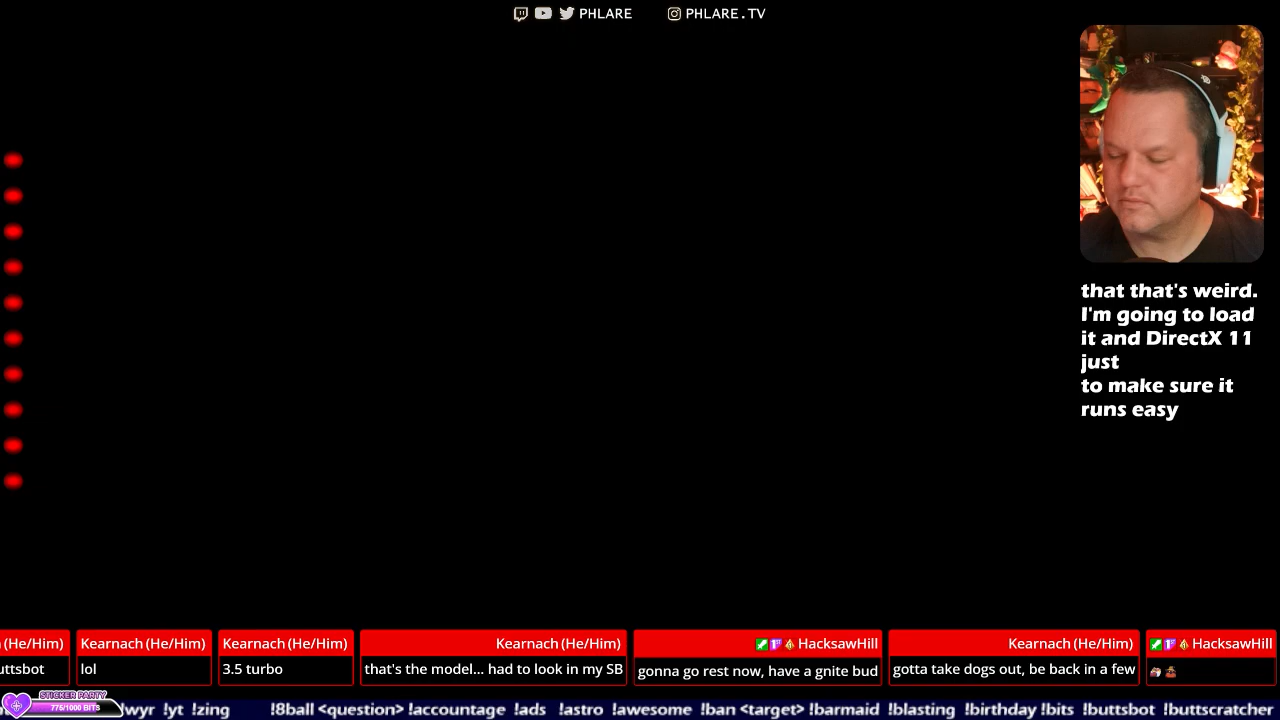 PHLARE PHLARE.TV
that that's weird.
I'm going to load
it and DirectX 11
just
to make sure it
runs easy
(He/Him) Kearnach (He/Him) Kearnach (He/Him) Kearnach (He/Him) HacksawHill Kearnach (He/Him) HacksawHill
uttsbot lol 3.5 turbo that's the model... had to look in my SB gonna go rest now, have a gnite bud gotta take dogs out, be back in a few
STICKER PARTY
775/1000 BITS
!wyr !yt !zing !8ball <question> !accountage !ads !astro !awesome !ban <target> !barmaid !blasting !birthday !bits !buttsbot !buttscratcher